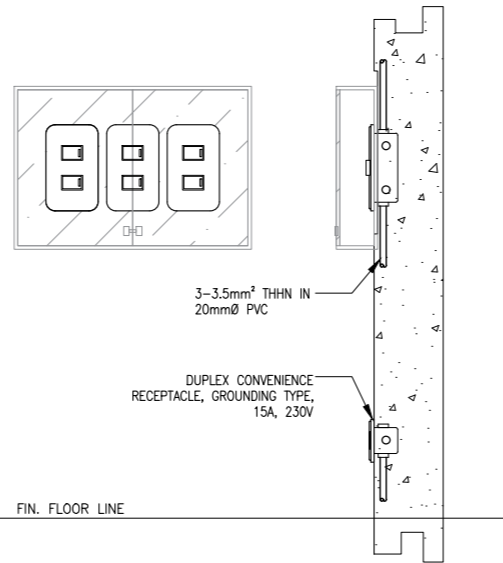 3-3.5mm² THHN IN
20mmØ PVC
DUPLEX CONVENIENCE
RECEPTACLE, GROUNDING TYPE,
15A, 230V
FIN. FLOOR LINE